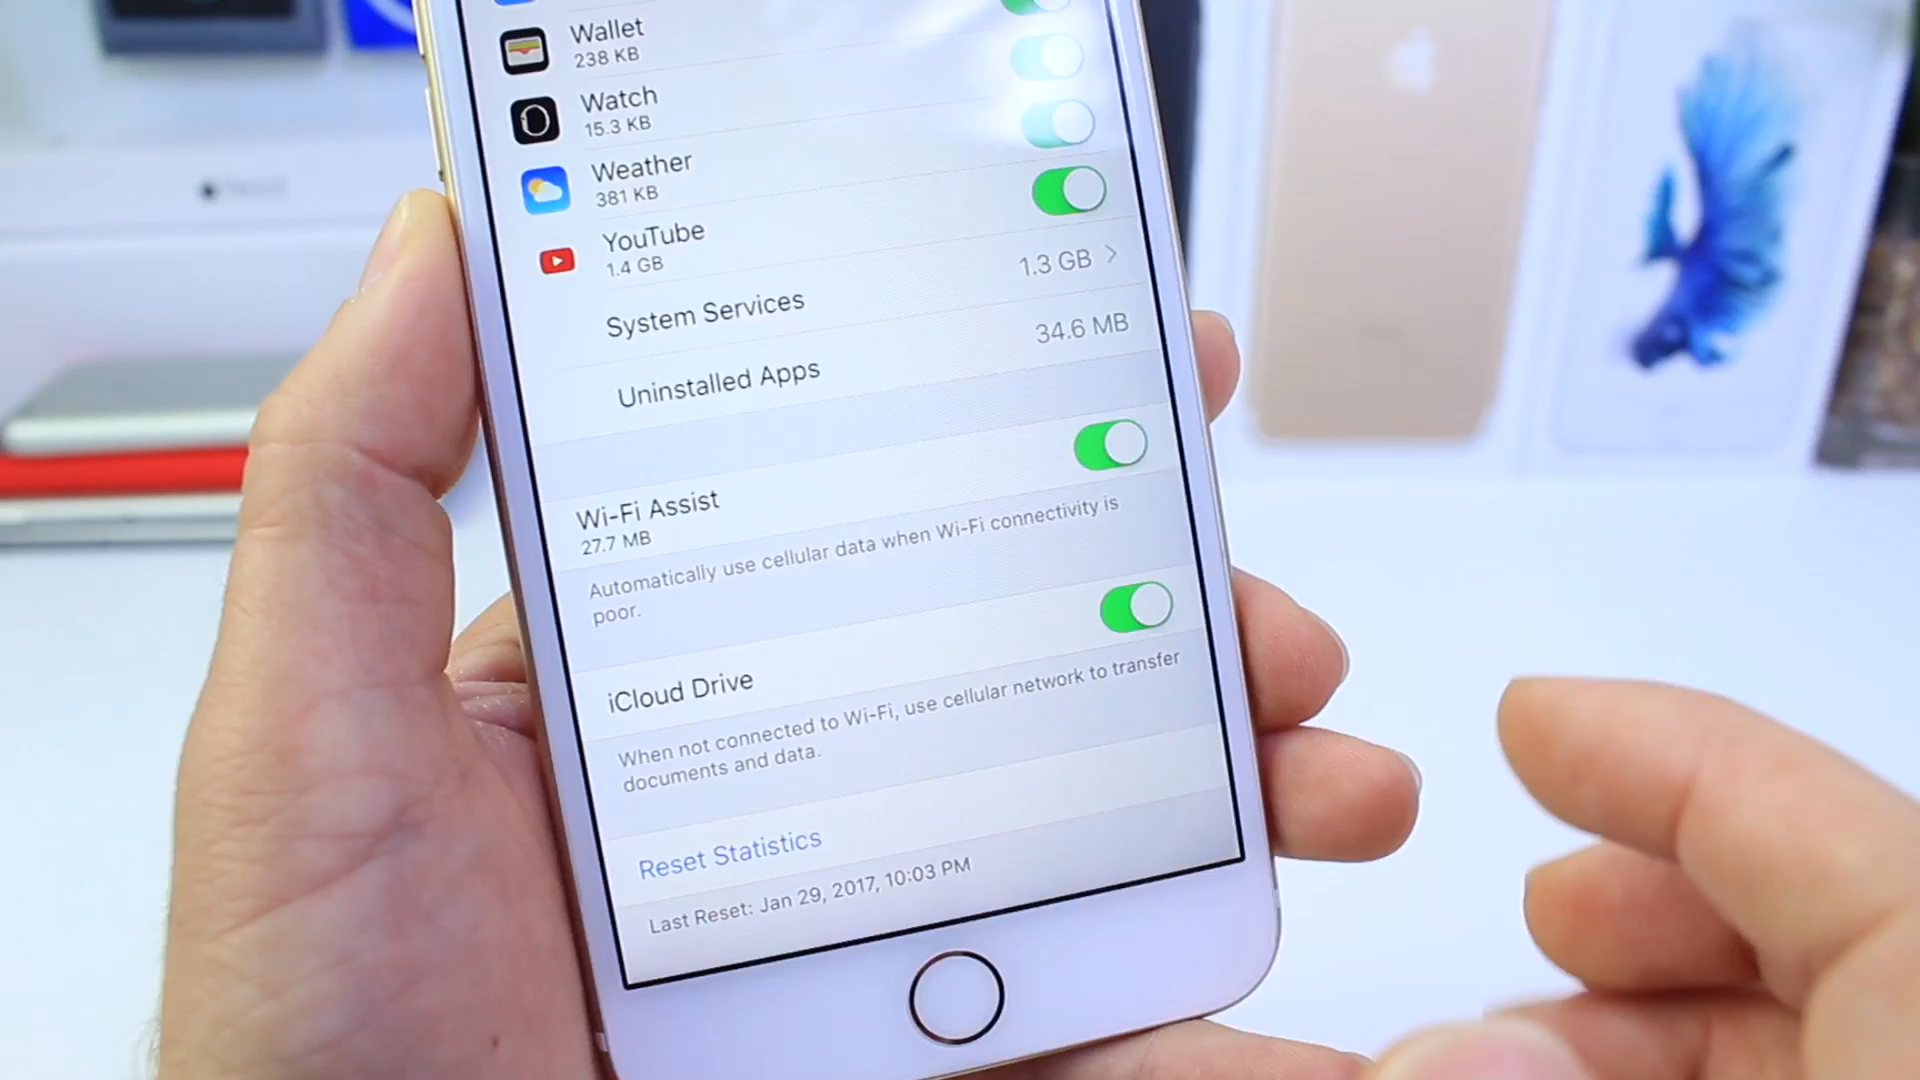 Wallet
238 KB
Watch
15.3 KB
Weather
381 KB
YouTube
1.4 GB
System Services
1.3 GB
Uninstalled Apps
34.6 MB
Wi-Fi Assist
27.7 MB
Automatically use cellular data when Wi-Fi connectivity is
poor.
iCloud Drive
When not connected to Wi-Fi, use cellular network to transfer
documents and data.
Reset Statistics
Last Reset: Jan 29, 2017, 10:03 PM